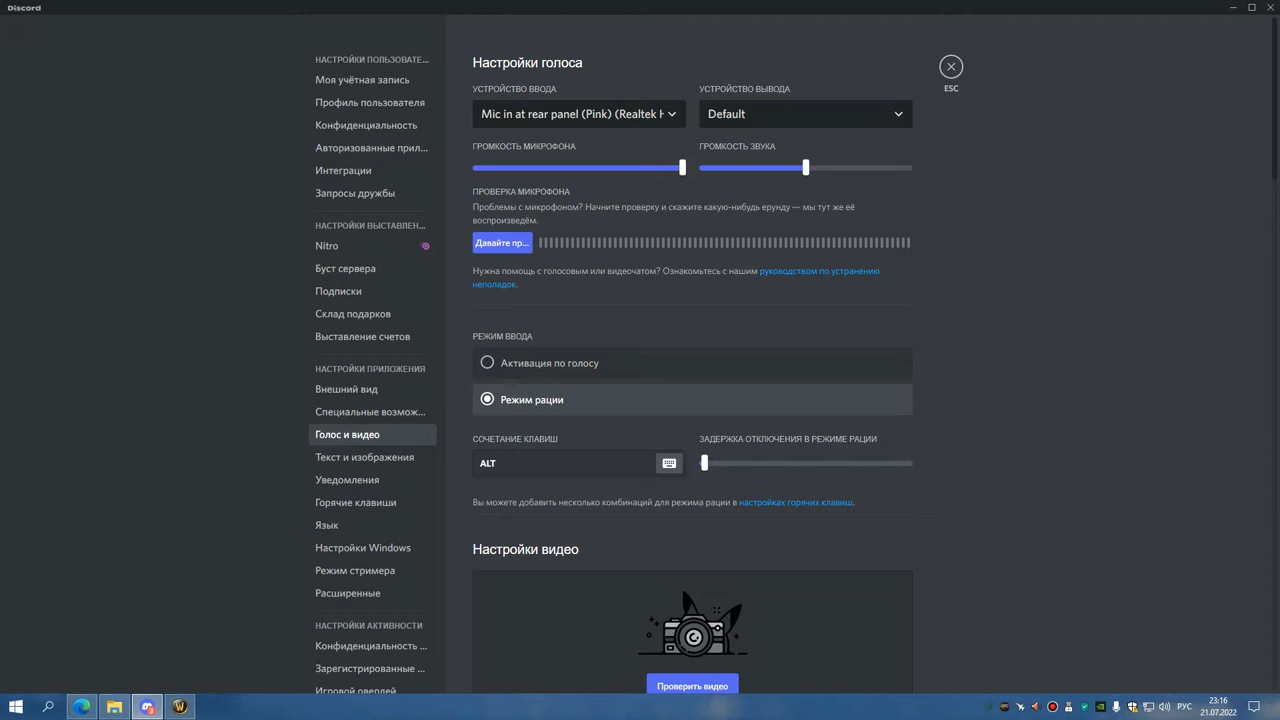 Discord
НАСТРОЙКИ ПОЛЬЗОВАТЕ...
Моя учётная запись
Профиль пользователя
Конфиденциальность
Авторизованные прил...
Интеграции
Запросы дружбы
НАСТРОЙКИ ВЫСТАВЛЕН...
Nitro
Буст сервера
Подписки
Склад подарков
Выставление счетов
НАСТРОЙКИ ПРИЛОЖЕНИЯ
Внешний вид
Специальные возмож...
Голос и видео
Текст и изображения
Уведомления
Горячие клавиши
Язык
Настройки Windows
Режим стримера
Расширенные
НАСТРОЙКИ АКТИВНОСТИ
Конфиденциальность ...
Зарегистрированные ...
Игровой оверлей
Настройки голоса
ESC
УСТРОЙСТВО ВВОДА
УСТРОЙСТВО ВЫВОДА
Mic in at rear panel (Pink) (Realtek
Default
ГРОМКОСТЬ МИКРОФОНА
ГРОМКОСТЬ ЗВУКА
ПРОВЕРКА МИКРОФОНА
Проблемы с микрофоном? Начните проверку и скажите какую-нибудь ерунду — мы тут же её
воспроизведём.
Давайте пр...
Нужна помощь с голосовым или видеочатом? Ознакомьтесь с нашим руководством по устранению
неполадок.
РЕЖИМ ВВОДА
Активация по голосу
Режим рации
СОЧЕТАНИЕ КЛАВИШ
ЗАДЕРЖКА ОТКЛЮЧЕНИЯ В РЕЖИМЕ РАЦИИ
ALT
Вы можете добавить несколько комбинаций для режима рации в настройках горячих клавиш.
Настройки видео
Проверить видео
РУС
23:16
21.07.2022